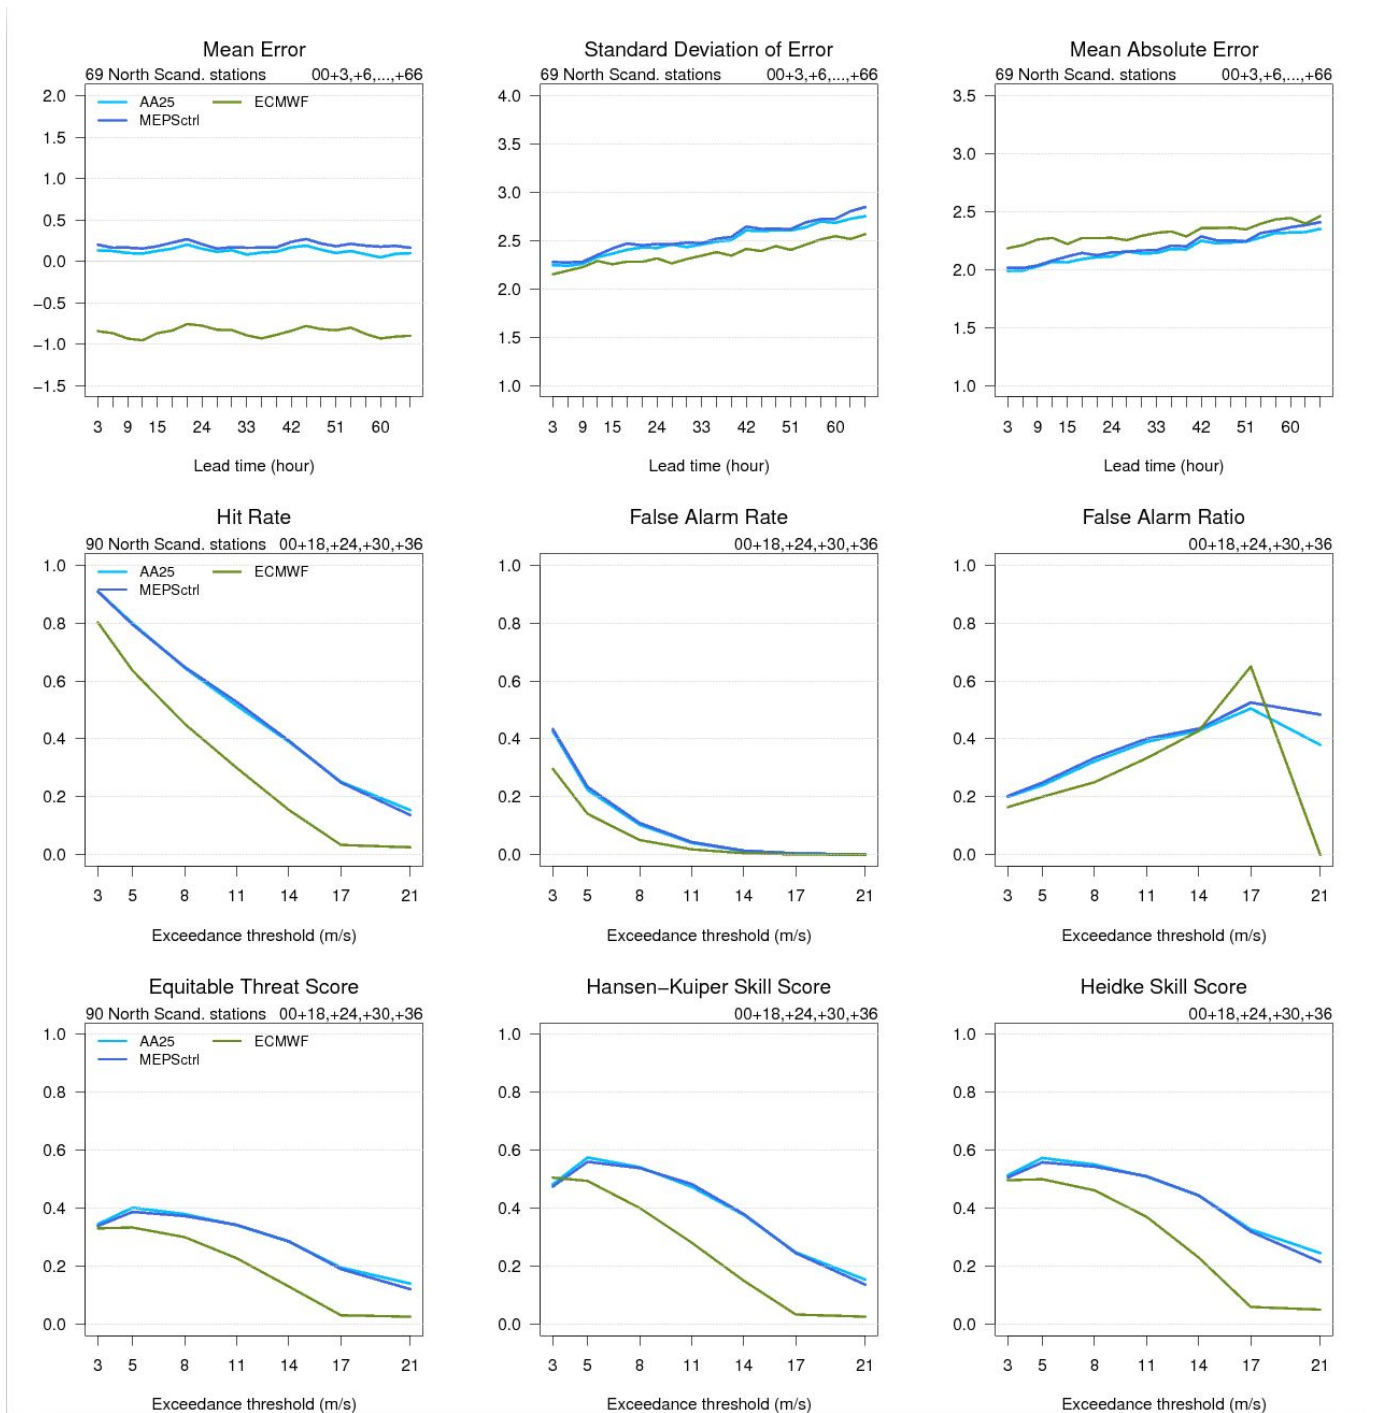 Mean Error
69 North Scand. stations 00+3,+6,...,+66
AA25 ECMWF
MEPSctrl
2.0
1.5
1.0
0.5
0.0
−0.5
−1.0
−1.5
3 9 15 24 33 42 51 60
Lead time (hour)
Standard Deviation of Error
69 North Scand. stations 00+3,+6,...,+66
4.0
3.5
3.0
2.5
2.0
1.5
1.0
3 9 15 24 33 42 51 60
Lead time (hour)
Mean Absolute Error
69 North Scand. stations 00+3,+6,...,+66
3.5
3.0
2.5
2.0
1.5
1.0
3 9 15 24 33 42 51 60
Lead time (hour)
Hit Rate
90 North Scand. stations 00+18,+24,+30,+36
AA25 ECMWF
MEPSctrl
1.0
0.8
0.6
0.4
0.2
0.0
3 5 8 11 14 17 21
Exceedance threshold (m/s)
False Alarm Rate
00+18,+24,+30,+36
1.0
0.8
0.6
0.4
0.2
0.0
3 5 8 11 14 17 21
Exceedance threshold (m/s)
False Alarm Ratio
00+18,+24,+30,+36
1.0
0.8
0.6
0.4
0.2
0.0
3 5 8 11 14 17 21
Exceedance threshold (m/s)
Equitable Threat Score
90 North Scand. stations 00+18,+24,+30,+36
AA25 ECMWF
MEPSctrl
1.0
0.8
0.6
0.4
0.2
0.0
3 5 8 11 14 17 21
Exceedance threshold (m/s)
Hansen−Kuiper Skill Score
00+18,+24,+30,+36
1.0
0.8
0.6
0.4
0.2
0.0
3 5 8 11 14 17 21
Exceedance threshold (m/s)
Heidke Skill Score
00+18,+24,+30,+36
1.0
0.8
0.6
0.4
0.2
0.0
3 5 8 11 14 17 21
Exceedance threshold (m/s)